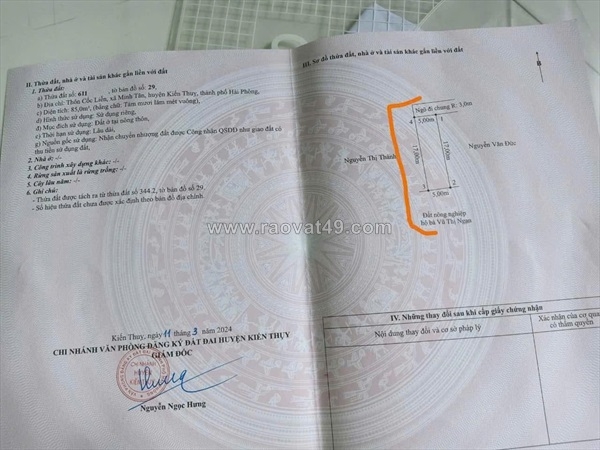 II. Thửa đất, nhà ở và tài sản khác gắn liền với đất
1. Thửa đất:
a) Thửa đất số: 611 , tờ bản đồ số: 29,
b) Địa chỉ: Thôn Cốc Liễn, xã Minh Tân, huyện Kiến Thụy, thành phố Hải Phòng,
c) Diện tích: 85,0m², (bằng chữ: Tám mươi lăm mét vuông),
d) Hình thức sử dụng: Sử dụng riêng,
đ) Mục đích sử dụng: Đất ở tại nông thôn,
e) Thời hạn sử dụng: Lâu dài,
g) Nguồn gốc sử dụng: Nhận chuyển nhượng đất được Công nhận QSDĐ như giao đất có
thu tiền sử dụng đất.
2. Nhà ở: -/-.
3. Công trình xây dựng khác: -/-.
4. Rừng sản xuất là rừng trồng: -/-.
5. Cây lâu năm: -/-.
6. Ghi chú:
- Thửa đất được tách ra từ thửa đất số 344.2, tờ bản đồ số 29.
- Số hiệu thửa đất chưa được xác định theo bản đồ địa chính.
Kiến Thụy, ngày 11 tháng 3 năm 2024
CHI NHÁNH VĂN PHÒNG ĐĂNG KÝ ĐẤT ĐAI HUYỆN KIẾN THỤY
GIÁM ĐỐC
Nguyễn Ngọc Hưng
III. Sơ đồ thửa đất, nhà ở và tài sản khác gắn liền với đất
Ngõ đi chung R: 3,0m
4 5,00m 1
Nguyễn Thị Thành
17,00m
17,00m
Nguyễn Văn Đúc
3 2
5,00m
Đất nông nghiệp
hộ bà Vũ Thị Ngạn
IV. Những thay đổi sau khi cấp giấy chứng nhận
Nội dung thay đổi và cơ sở pháp lý
Xác nhận của cơ qua
có thẩm quyền
www.raovat49.com